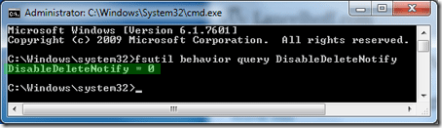 Administrator: C:\Windows\System32\cmd.exe
Microsoft Windows [Version 6.1.7601]
Copyright (c) 2009 Microsoft Corporation. All rights reserved.
C:\Windows\system32>fsutil behavior query DisableDeleteNotify
DisableDeleteNotify = 0
C:\Windows\system32>_